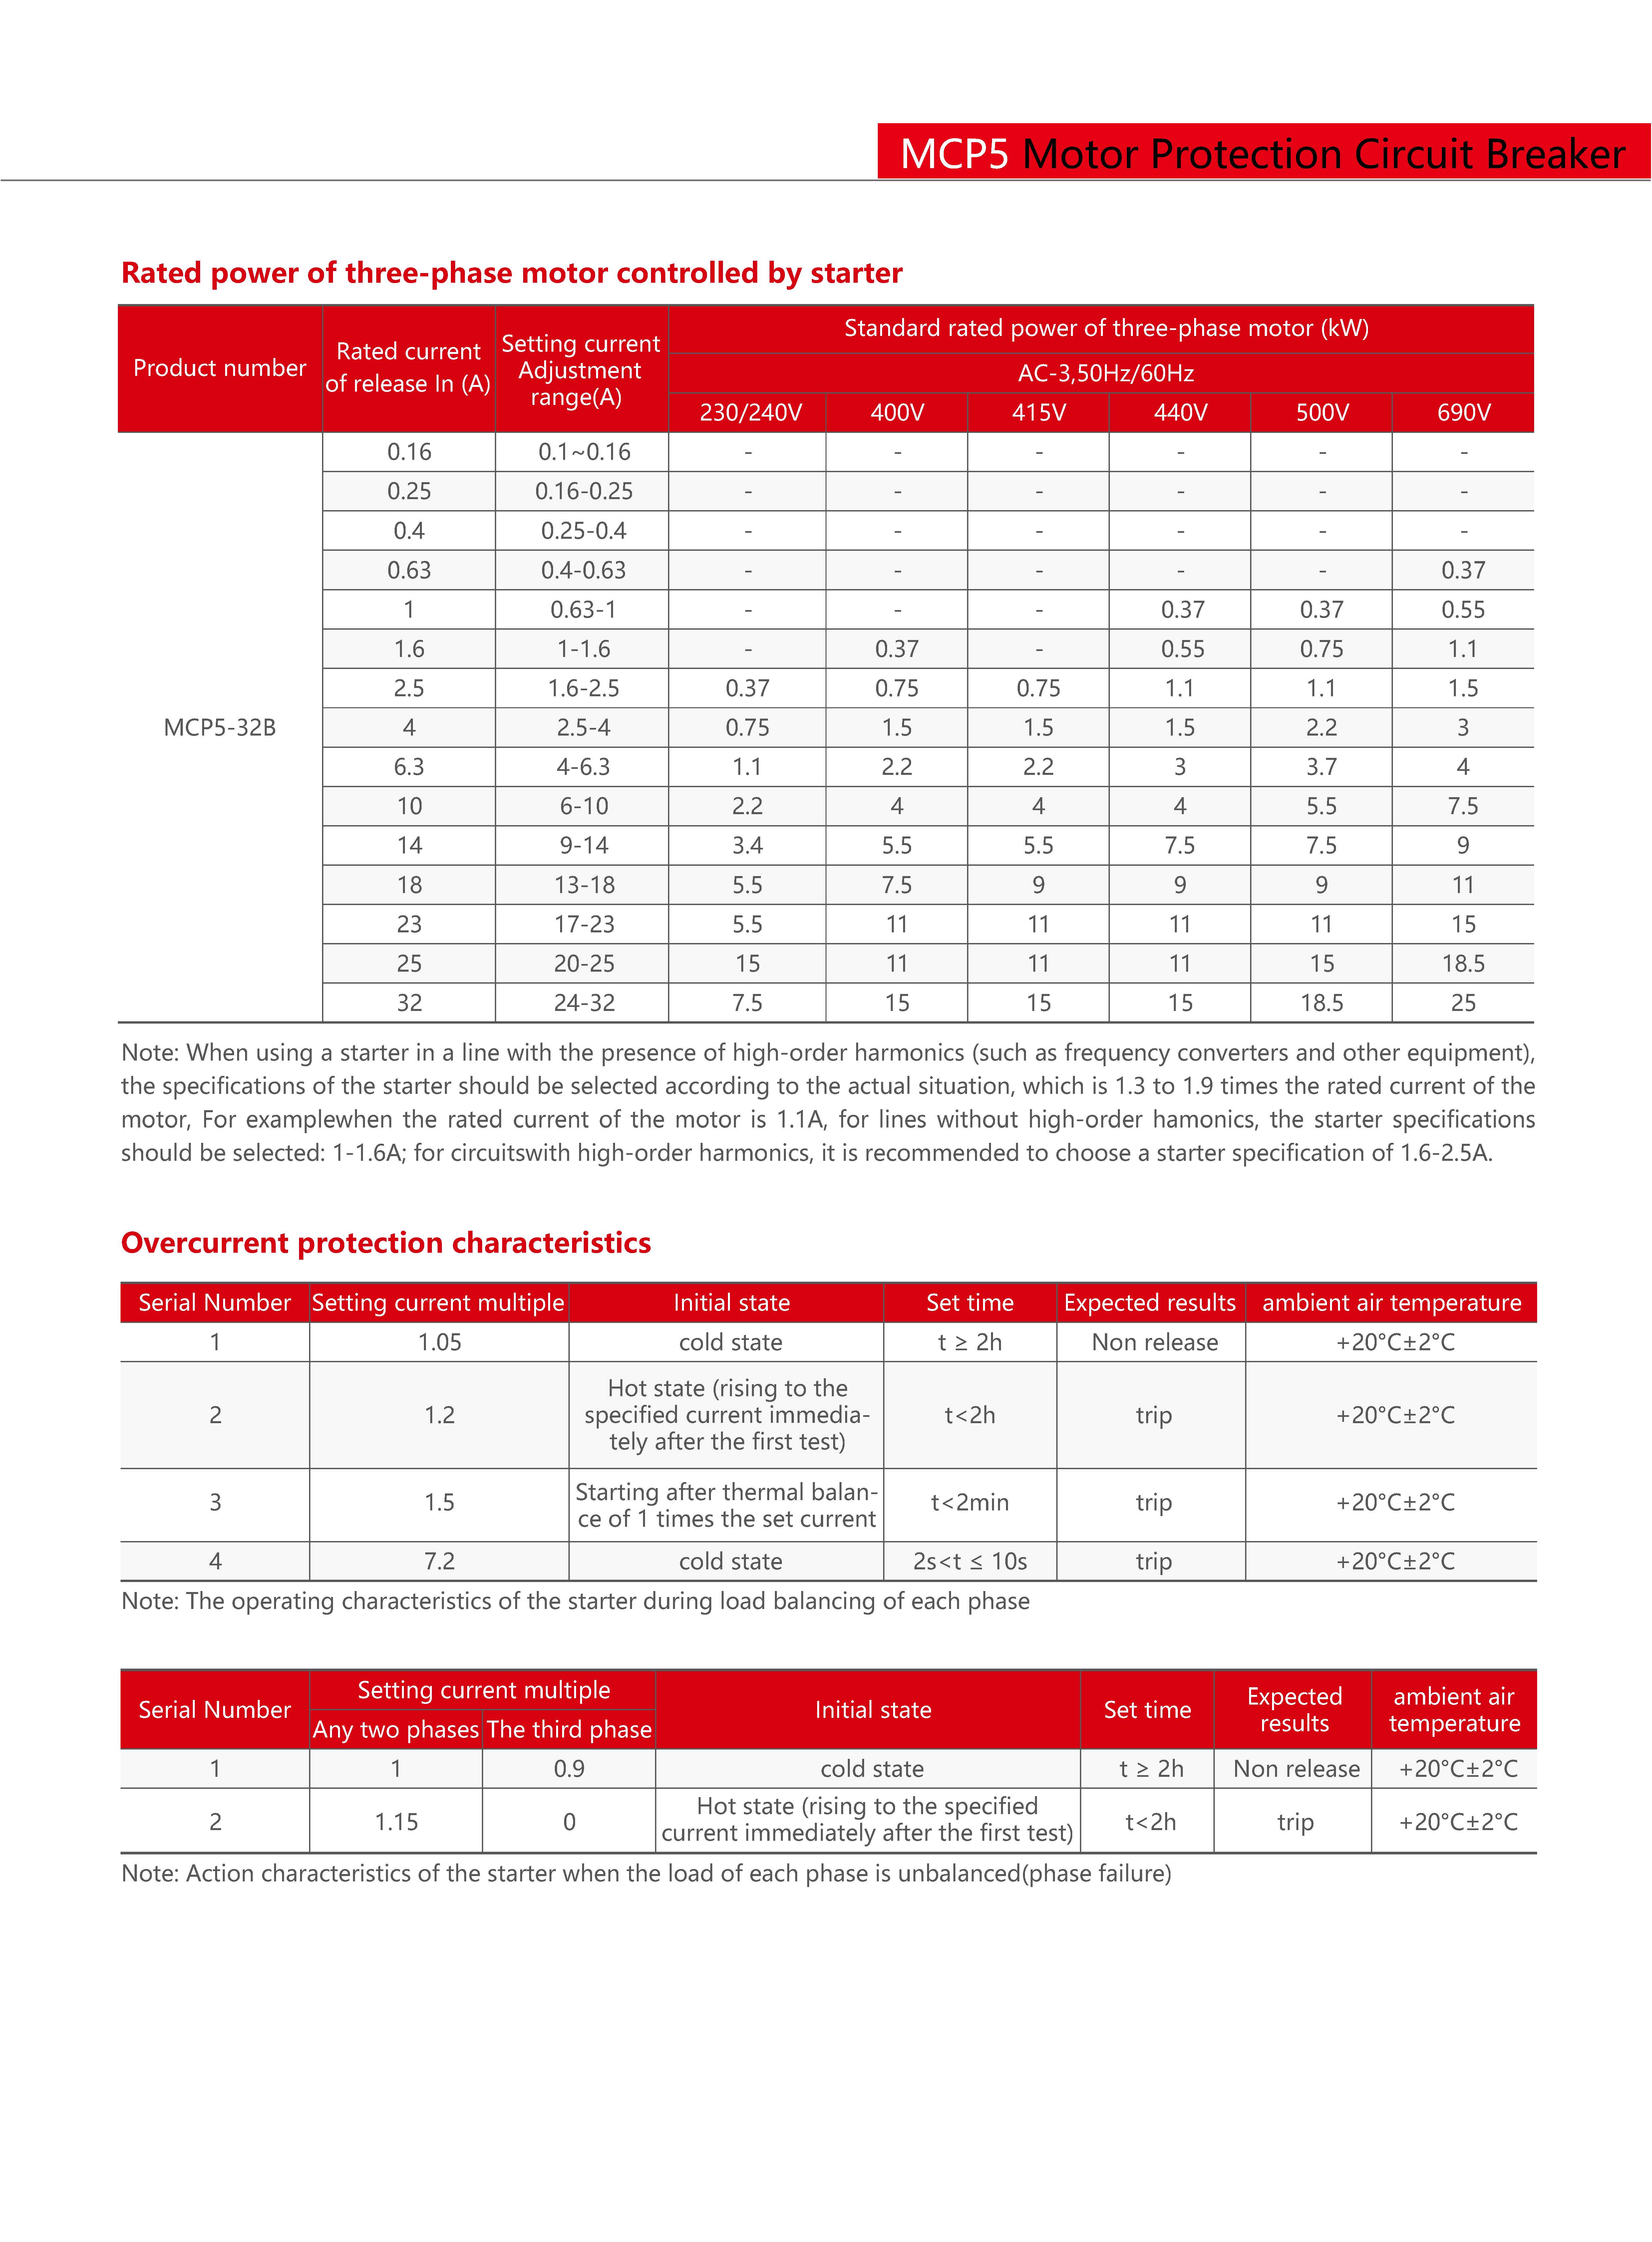 MCP5 Motor Protection Circuit Breaker
Rated power of three-phase motor controlled by starter
Product number
Rated current
of release In (A)
Setting current
Adjustment
range(A)
Standard rated power of three-phase motor (kW)
AC-3,50Hz/60Hz
230/240V 400V 415V 440V 500V 690V
MCP5-32B
0.16 0.1~0.16 - - - - - -
0.25 0.16-0.25 - - - - - -
0.4 0.25-0.4 - - - - - -
0.63 0.4-0.63 - - - - - 0.37
1 0.63-1 - - - 0.37 0.37 0.55
1.6 1-1.6 - 0.37 - 0.55 0.75 1.1
2.5 1.6-2.5 0.37 0.75 0.75 1.1 1.1 1.5
4 2.5-4 0.75 1.5 1.5 1.5 2.2 3
6.3 4-6.3 1.1 2.2 2.2 3 3.7 4
10 6-10 2.2 4 4 4 5.5 7.5
14 9-14 3.4 5.5 5.5 7.5 7.5 9
18 13-18 5.5 7.5 9 9 9 11
23 17-23 5.5 11 11 11 11 15
25 20-25 15 11 11 11 15 18.5
32 24-32 7.5 15 15 15 18.5 25
Note: When using a starter in a line with the presence of high-order harmonics (such as frequency converters and other equipment),
the specifications of the starter should be selected according to the actual situation, which is 1.3 to 1.9 times the rated current of the
motor, For examplewhen the rated current of the motor is 1.1A, for lines without high-order hamonics, the starter specifications
should be selected: 1-1.6A; for circuitswith high-order harmonics, it is recommended to choose a starter specification of 1.6-2.5A.
Overcurrent protection characteristics
Serial Number Setting current multiple Initial state Set time Expected results ambient air temperature
1 1.05 cold state t ≥ 2h Non release +20°C±2°C
2 1.2
Hot state (rising to the
specified current immedia-
tely after the first test)
t<2h trip +20°C±2°C
3 1.5
Starting after thermal balan-
ce of 1 times the set current
t<2min trip +20°C±2°C
4 7.2 cold state 2s<t ≤ 10s trip +20°C±2°C
Note: The operating characteristics of the starter during load balancing of each phase
Serial Number
Setting current multiple
Any two phases The third phase
Initial state
Set time
Expected
results
ambient air
temperature
1 1 0.9 cold state t ≥ 2h Non release +20°C±2°C
2 1.15 0
Hot state (rising to the specified
current immediately after the first test)
t<2h trip +20°C±2°C
Note: Action characteristics of the starter when the load of each phase is unbalanced(phase failure)